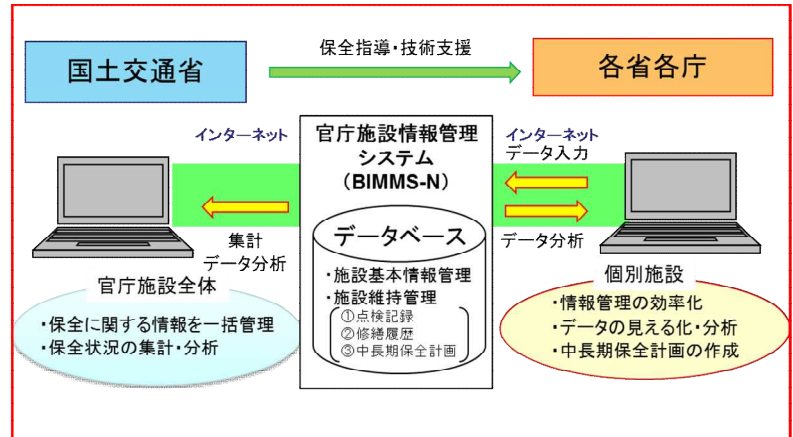 国土交通省
保全指導・技術支援
各省各庁
インターネット
官庁施設情報管理
システム
(BIMMS-N)
インターネット
データ入力
集計
データ分析
データベース
・施設基本情報管理
・施設維持管理
①点検記録
②修繕履歴
③中長期保全計画
データ分析
官庁施設全体
・保全に関する情報を一括管理
・保全状況の集計・分析
個別施設
・情報管理の効率化
・データの見える化・分析
・中長期保全計画の作成